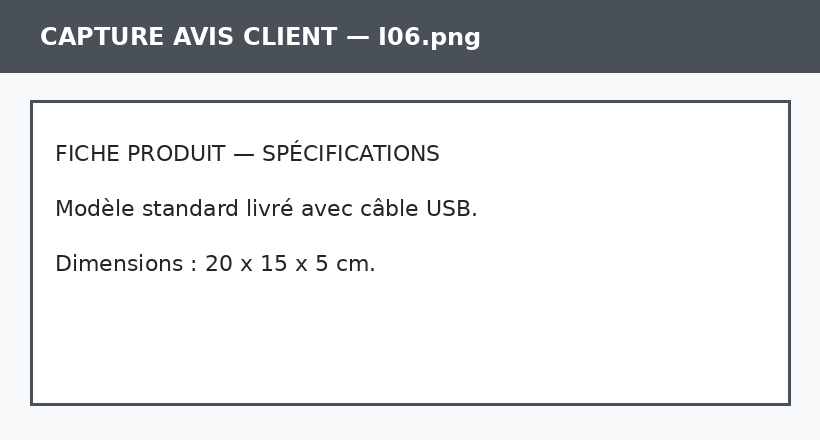 CAPTURE AVIS CLIENT — I06.png
FICHE PRODUIT — SPÉCIFICATIONS
Modèle standard livré avec câble USB.
Dimensions : 20 x 15 x 5 cm.